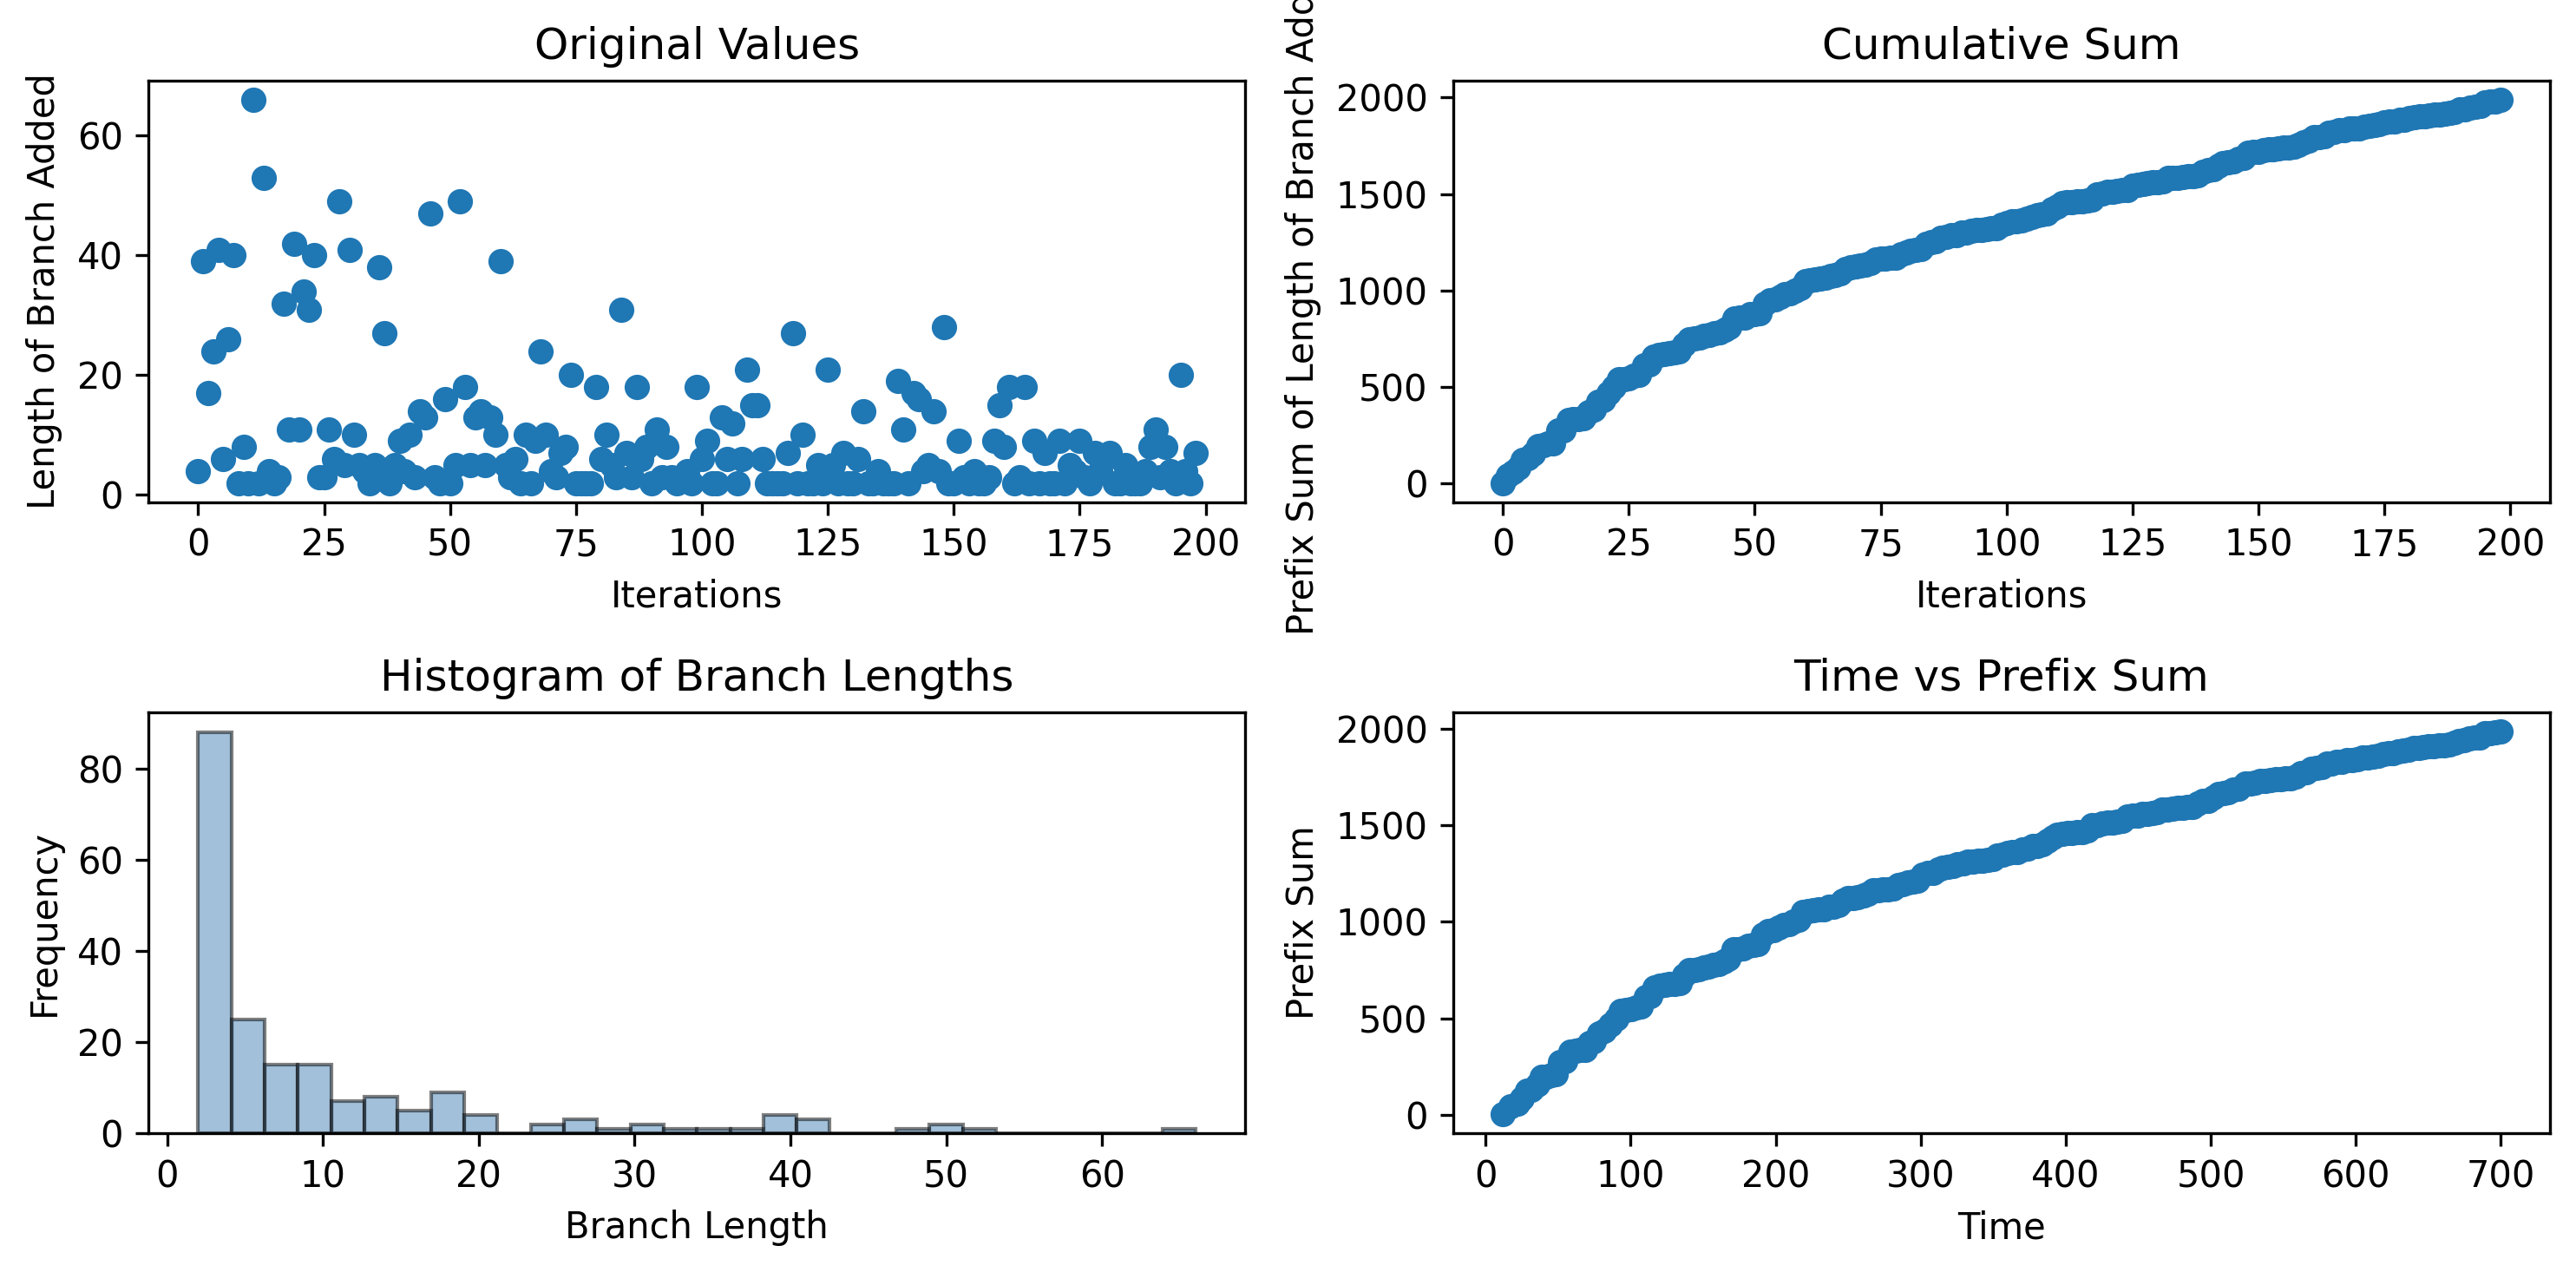 Original Values
Length of Branch Added
60
40
20
0
0 25 50 75 100 125 150 175 200
Iterations
Cumulative Sum
Prefix Sum of Length of Branch
2000
1500
1000
500
0
0 25 50 75 100 125 150 175 200
Iterations
Histogram of Branch Lengths
Frequency
80
60
40
20
0
0 10 20 30 40 50 60
Branch Length
Time vs Prefix Sum
Prefix Sum
2000
1500
1000
500
0
0 100 200 300 400 500 600 700
Time